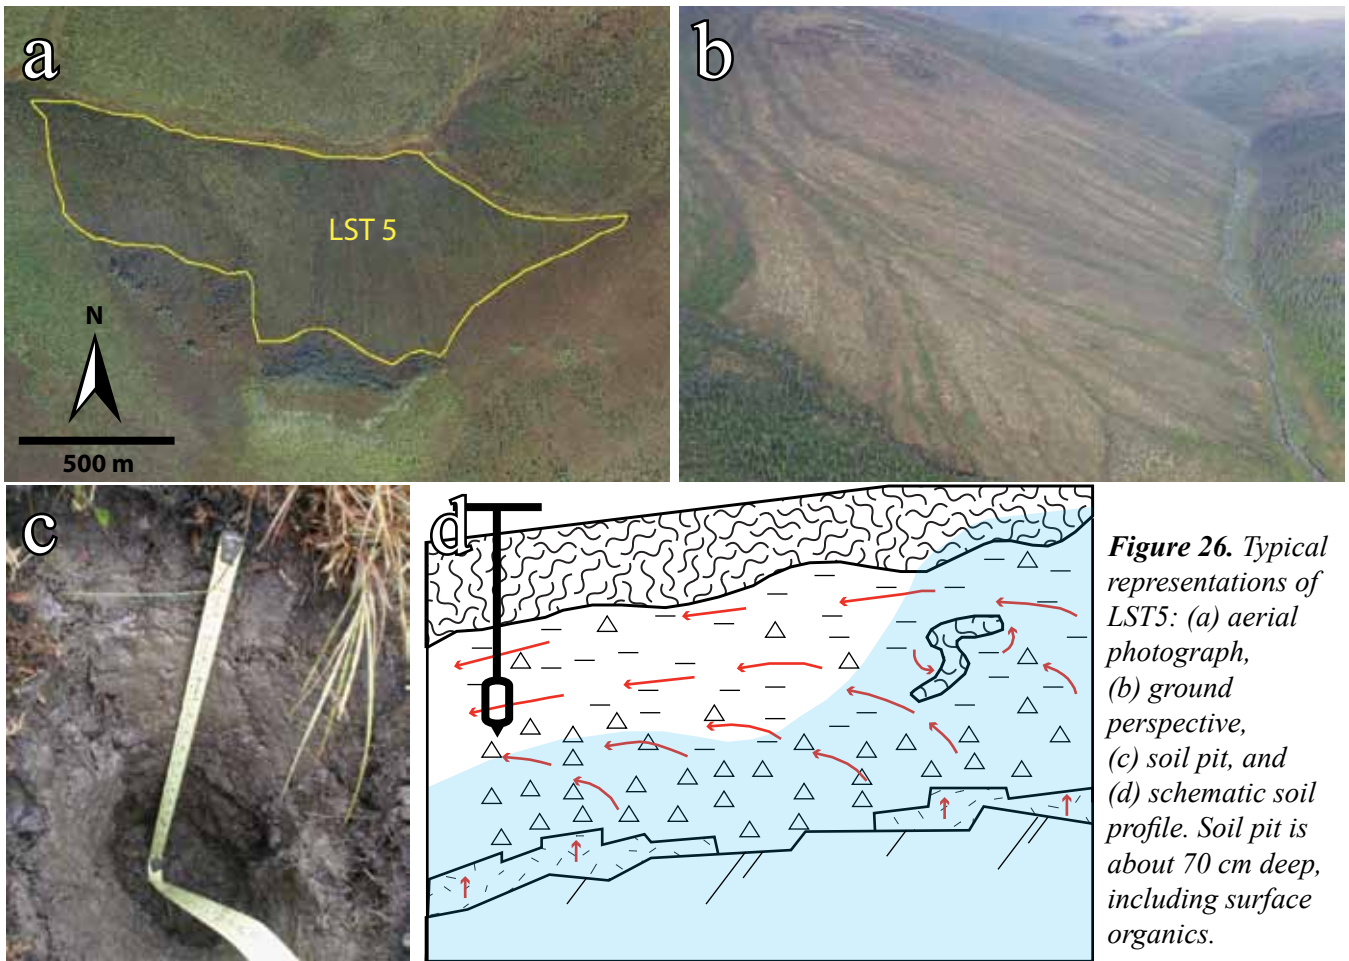 a
LST 5
N
500 m
b
c
d
Figure 26. Typical
representations of
LST5: (a) aerial
photograph,
(b) ground
perspective,
(c) soil pit, and
(d) schematic soil
profile. Soil pit is
about 70 cm deep,
including surface
organics.